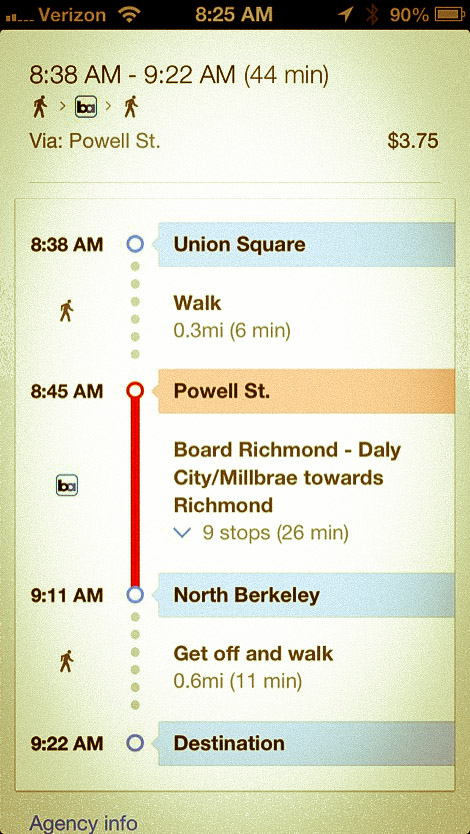 Verizon 8:25 AM 90%
8:38 AM - 9:22 AM (44 min)
> ba >
Via: Powell St. $3.75
8:38 AM Union Square
Walk
0.3mi (6 min)
8:45 AM Powell St.
Board Richmond - Daly
City/Millbrae towards
ba Richmond
9 stops (26 min)
9:11 AM North Berkeley
Get off and walk
0.6mi (11 min)
9:22 AM Destination
Agency info